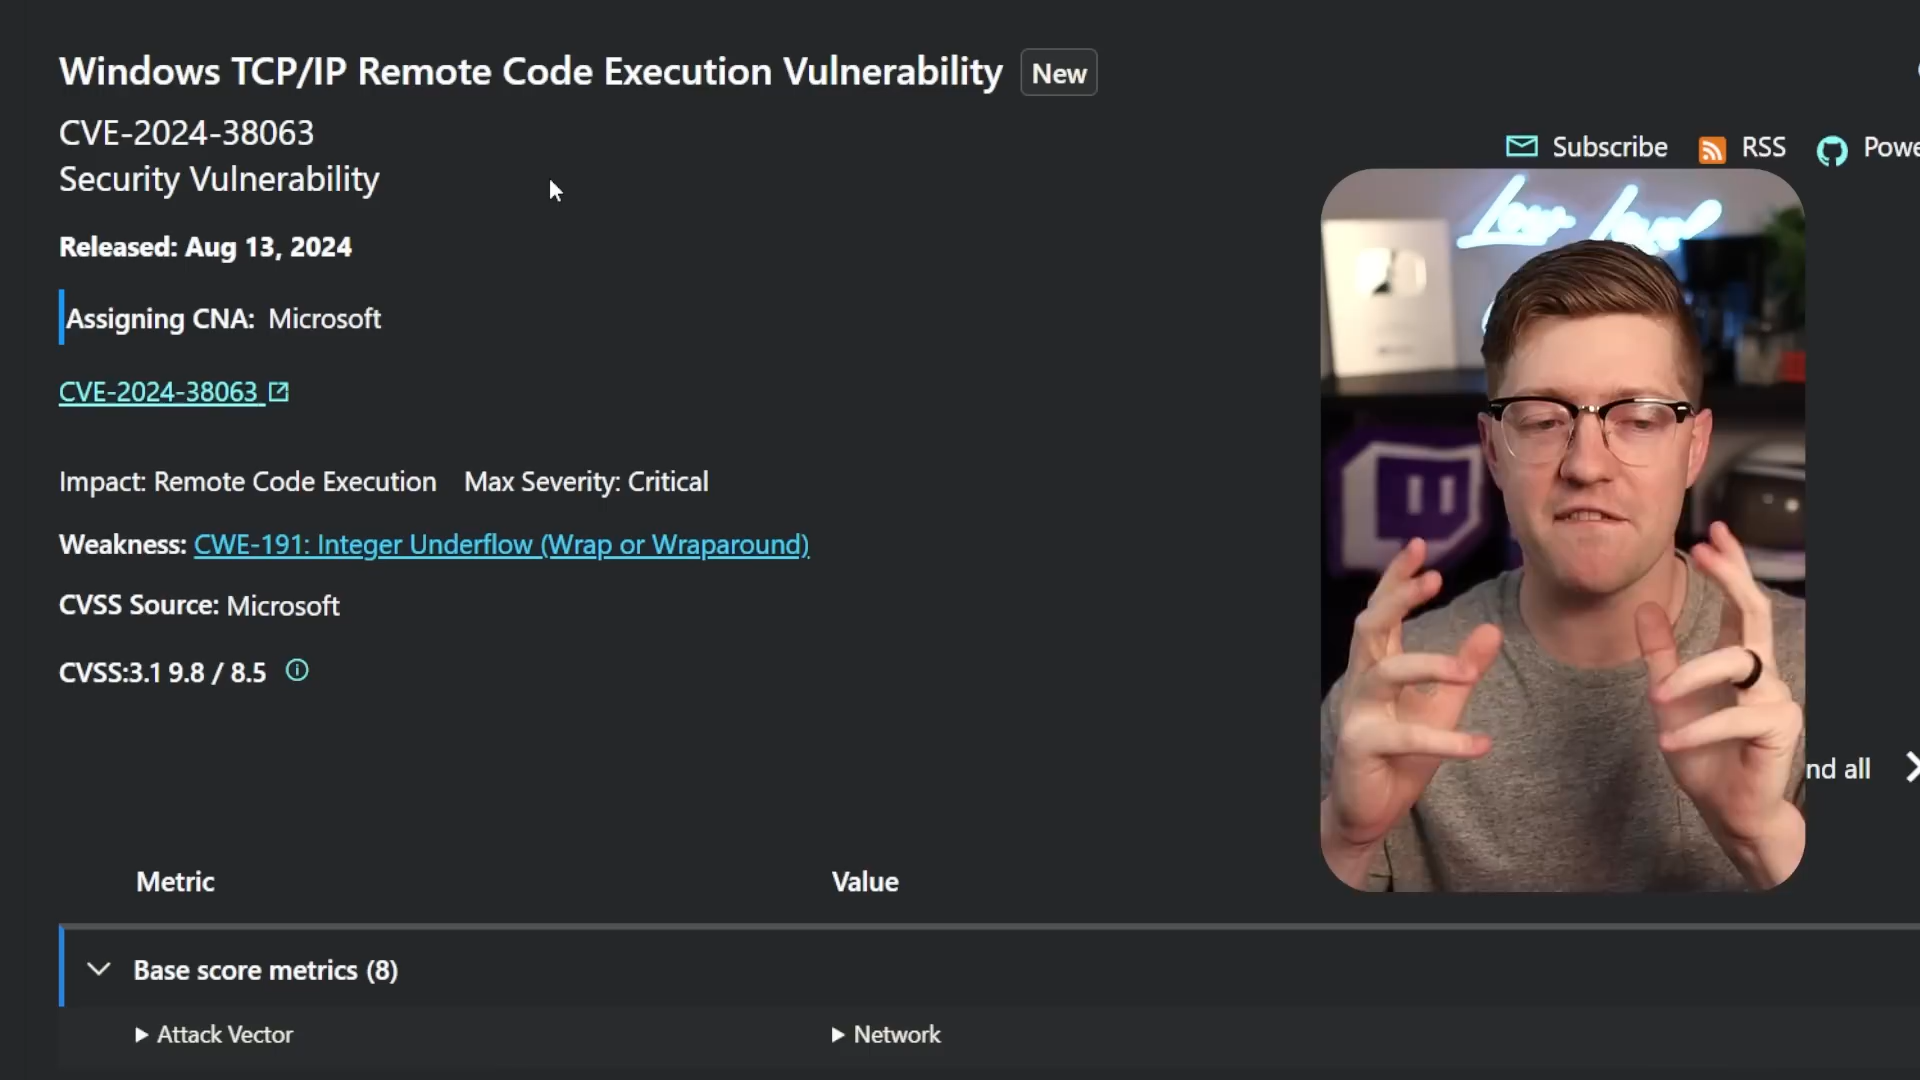 Windows TCP/IP Remote Code Execution Vulnerability New
CVE-2024-38063
Security Vulnerability
Subscribe RSS
Released: Aug 13, 2024
Assigning CNA: Microsoft
CVE-2024-38063
Impact: Remote Code Execution Max Severity: Critical
Weakness: CWE-191: Integer Underflow (Wrap or Wraparound)
CVSS Source: Microsoft
CVSS:3.1 9.8 / 8.5
all
Metric Value
Base score metrics (8)
Attack Vector Network
Low Level